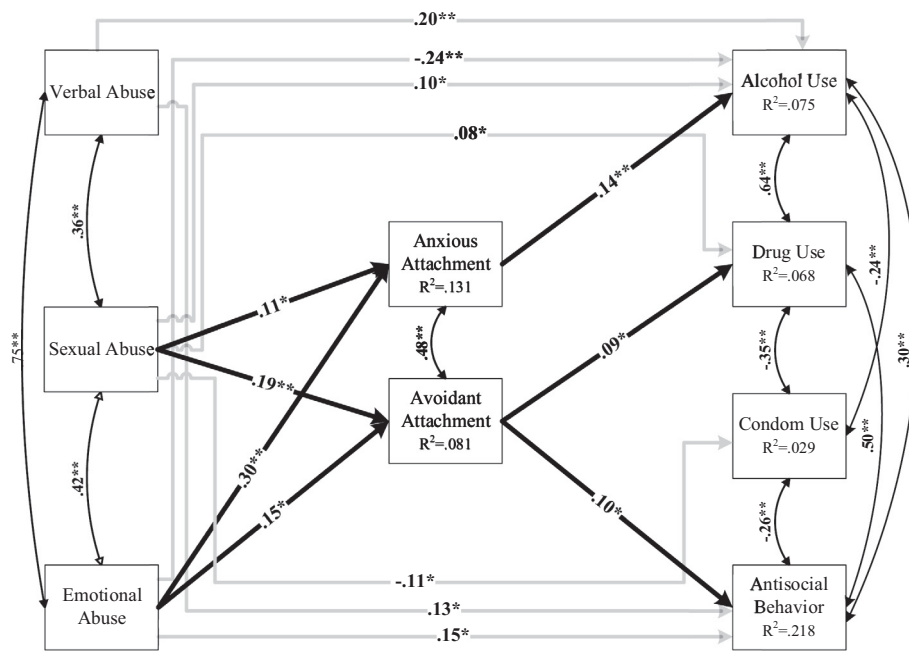 .20**
-.24**
.10*
Verbal Abuse
Alcohol Use
R²=.075
.08*
.14**
.36**
.64**
Anxious
Attachment
R²=.131
Drug Use
R²=.068
-.24**
.11*
.75**
Sexual Abuse
.48**
.09*
-.35**
.30**
.19**
Avoidant
Attachment
R²=.081
Condom Use
R²=.029
.50**
.42**
.30**
.15*
.10*
-.26**
-.11*
Emotional
Abuse
.13*
.15*
Antisocial
Behavior
R²=.218